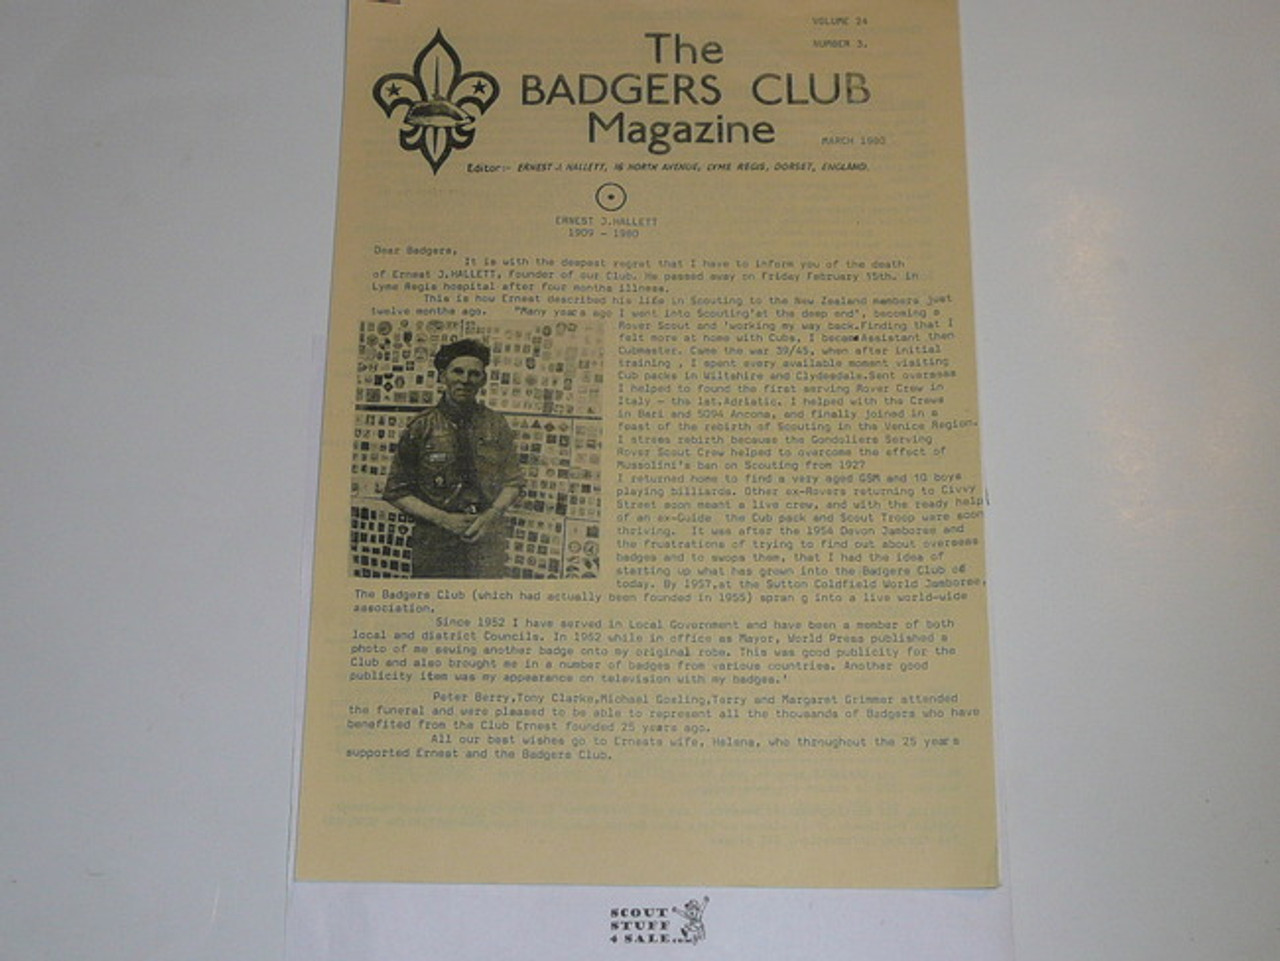 VOLUME 24
NUMBER 3.
The
BADGERS CLUB
Magazine
MARCH 1980
Editor:- ERNEST J. HALLETT, 16 NORTH AVENUE, LYME REGIS, DORSET, ENGLAND.
ERNEST J.HALLETT
1909 - 1980
Dear Badgers,
It is with the deepest regret that I have to inform you of the death
of Ernest J.HALLETT, founder of our Club. He passed away on Friday February 15th. in
Lyme Regis hospital after four months illness.
This is how Ernest described his life in Scouting to the New Zealand members just
twelve months ago. "Many years ago I went into Scouting'at the deep end', becoming a
Rover Scout and 'working my way back.Finding that I
felt more at home with Cubs, I became Assistant then
Cubmaster. Came the war 39/45, when after initial
training , I spent every available moment visiting
Cub packs in Wiltshire and Clydesdale.Sent overseas
I helped to found the first serving Rover Crew in
Italy - the 1st.Adriatic. I helped with the Crews
in Bari and 5094 Ancona, and finally joined in a
feast of the rebirth of Scouting in the Venice Region.
I stress rebirth because the Gondoliers Serving
Rover Scout Crew helped to overcome the effect of
Mussolini's ban on Scouting from 1927
I returned home to find a very aged GSM and 10 boys
playing billiards. Other ex-Rovers returning to Civvy
Street soon meant a live crew, and with the ready help
of an ex-Guide the Cub pack and Scout Troop were soon
thriving. It was after the 1954 Devon Jamboree and
the frustrations of trying to find out about overseas
badges and to swops them, that I had the idea of
starting up what has grown into the Badgers Club of
today. By 1957,at the Sutton Coldfield World Jamboree,
The Badgers Club (which had actually been founded in 1955) spran g into a live world-wide
association.
Since 1952 I have served in Local Government and have been a member of both
local and district Councils. In 1962 while in office as Mayor, World Press published a
photo of me sewing another badge onto my original robe. This was good publicity for the
Club and also brought me in a number of badges from various countries. Another good
publicity item was my appearance on television with my badges.'
Peter Berry,Tony Clarke,Michael Gosling,Terry and Margaret Grimmer attended
the funeral and were pleased to be able to represent all the thousands of Badgers who have
benefited from the Club Ernest founded 25 years ago.
All our best wishes go to Ernests wife, Helena, who throughout the 25 years
supported Ernest and the Badgers Club.
SCOUT
STUFF
4 SALE.com